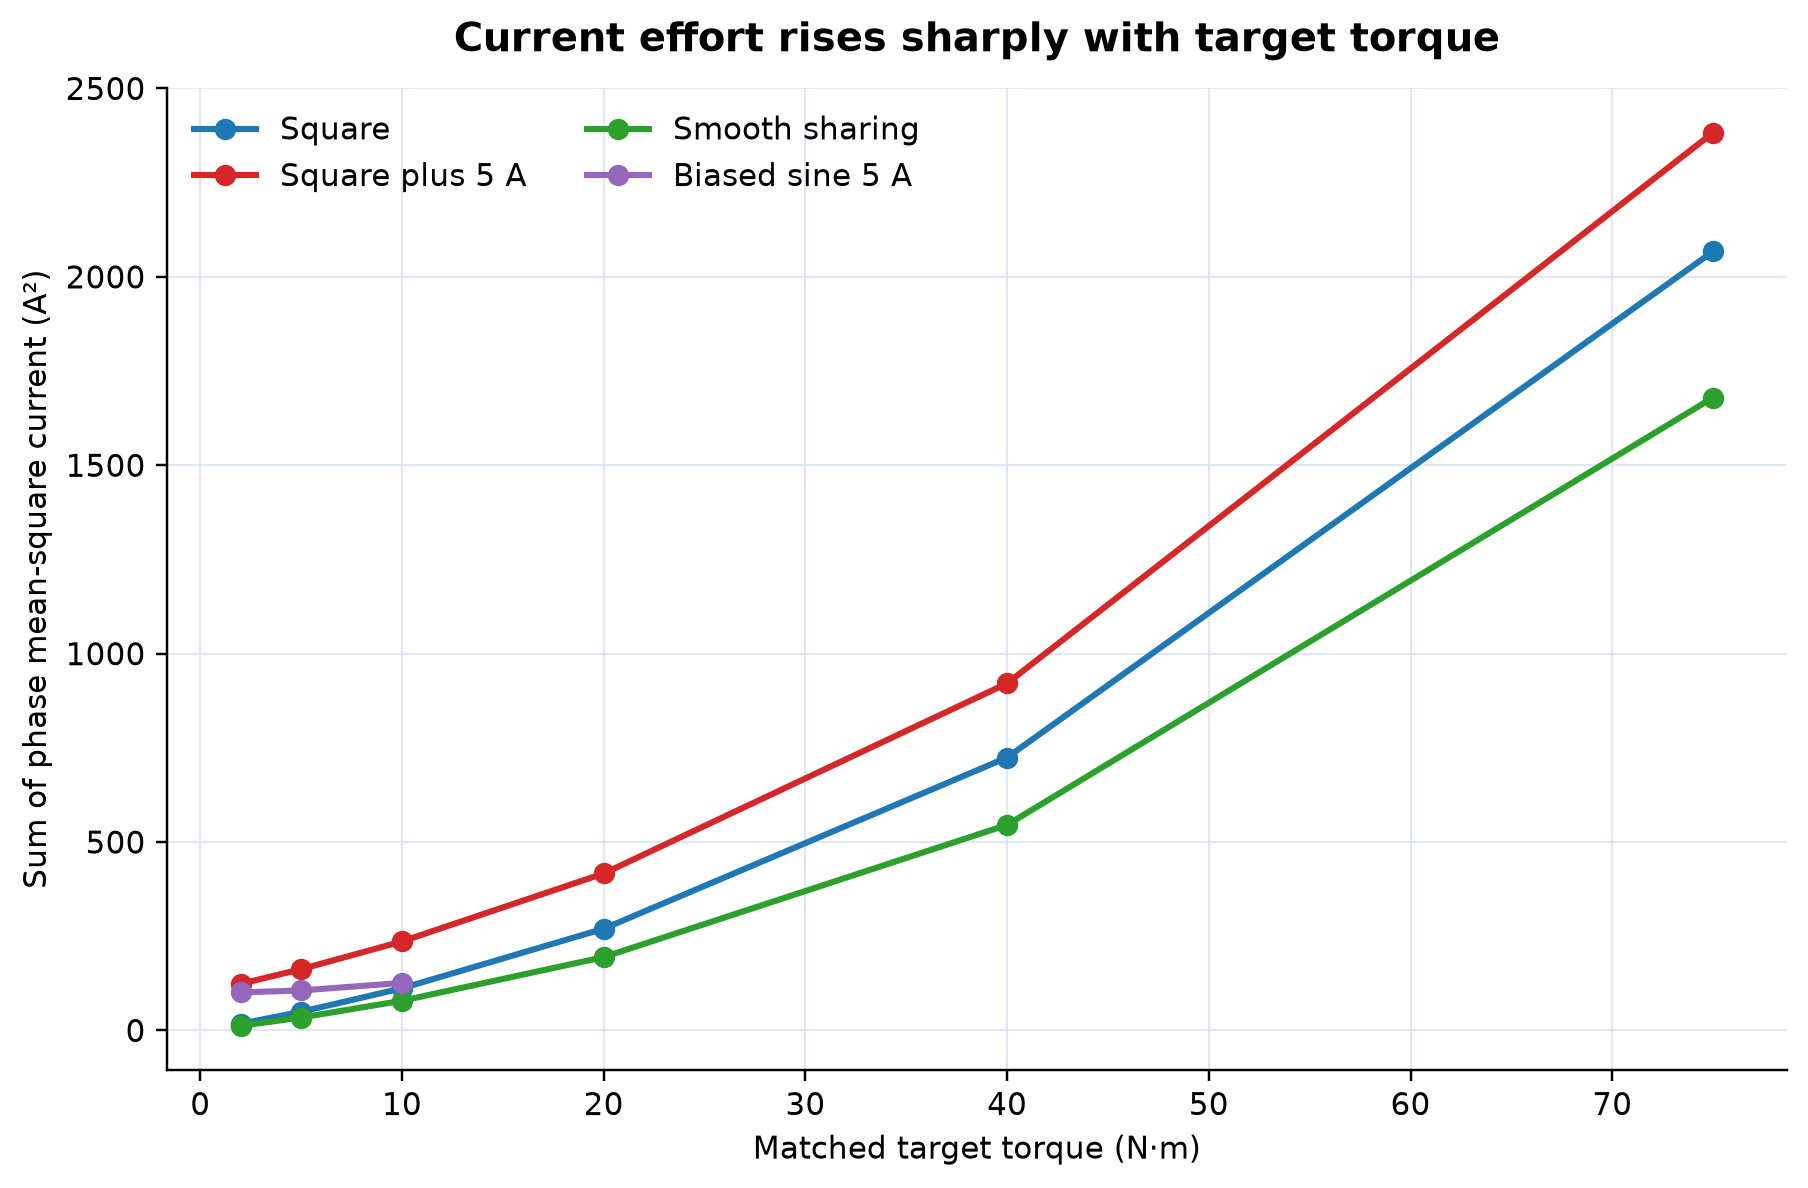 Current effort rises sharply with target torque
Square
Square plus 5 A
Smooth sharing
Biased sine 5 A
Sum of phase mean-square current (A²)
2500
2000
1500
1000
500
0
0 10 20 30 40 50 60 70
Matched target torque (N·m)